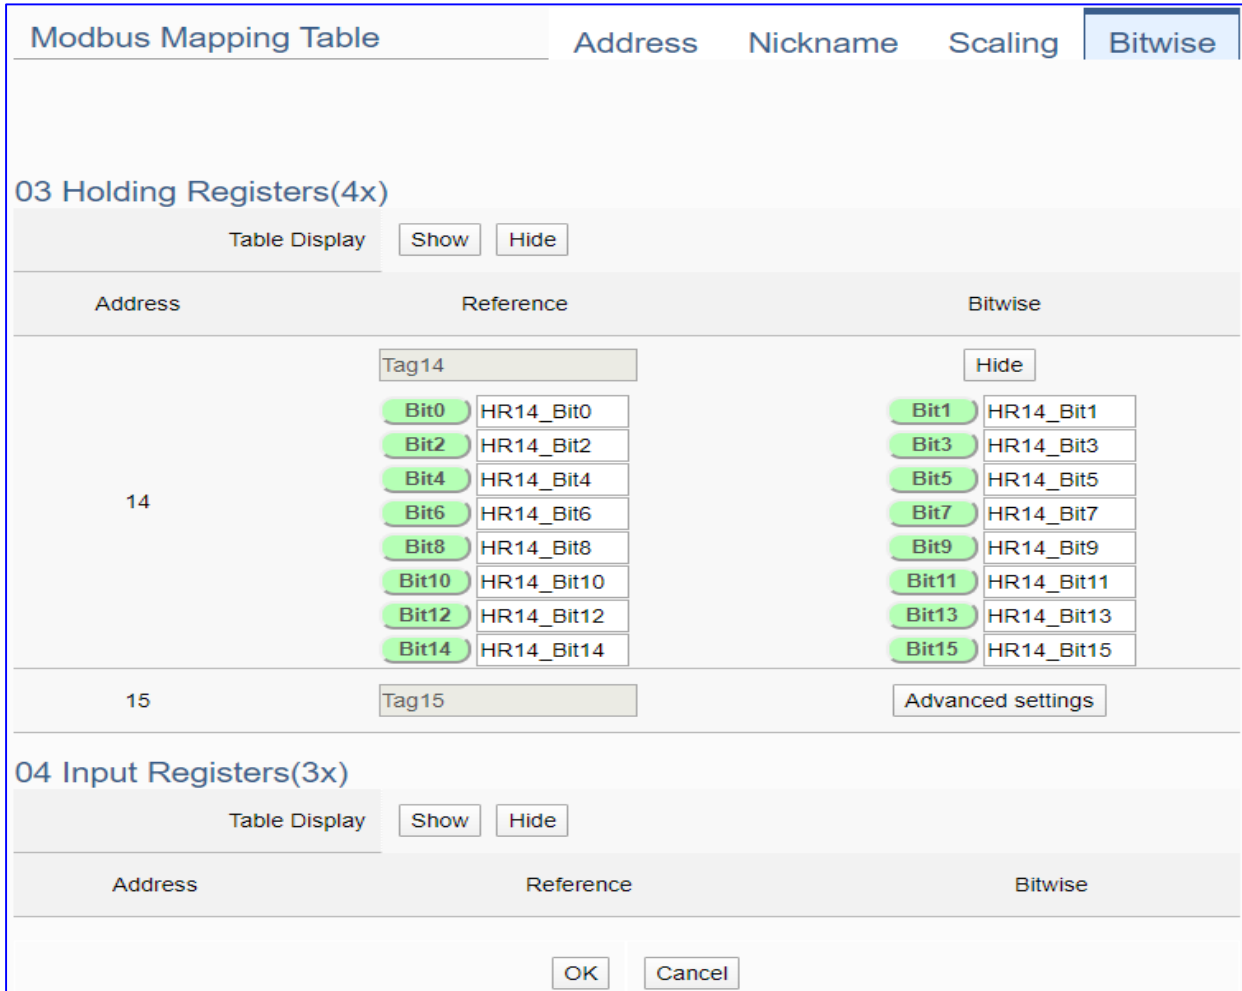 Modbus Mapping Table Address Nickname Scaling Bitwise
03 Holding Registers(4x)
Table Display Show Hide
Address Reference Bitwise
Tag14 Hide
Bit0 HR14_Bit0 Bit1 HR14_Bit1
Bit2 HR14_Bit2 Bit3 HR14_Bit3
Bit4 HR14_Bit4 Bit5 HR14_Bit5
14
Bit6 HR14_Bit6 Bit7 HR14_Bit7
Bit8 HR14_Bit8 Bit9 HR14_Bit9
Bit10 HR14_Bit10 Bit11 HR14_Bit11
Bit12 HR14_Bit12 Bit13 HR14_Bit13
Bit14 HR14_Bit14 Bit15 HR14_Bit15
15 Tag15 Advanced settings
04 Input Registers(3x)
Table Display Show Hide
Address Reference Bitwise
OK Cancel